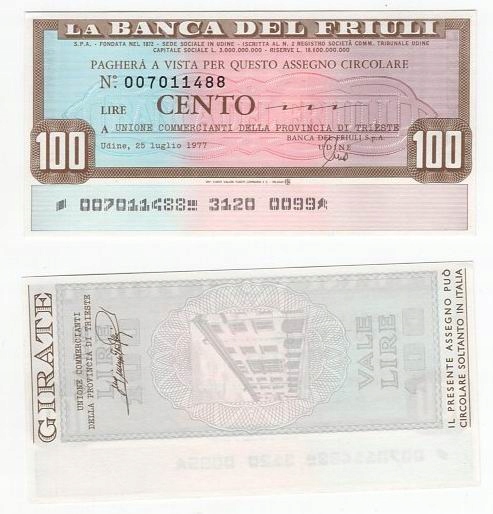 LA BANCA DEL FRIULI
S.P.A. - FONDATA NEL 1872 - SEDE SOCIALE IN UDINE - ISCRITTA AL N. 2 REGISTRO SOCIETÀ COMM. TRIBUNALE UDINE
CAPITALE SOCIALE L. 3.000.000.000 - RISERVE L. 18.600.000.000
PAGHERÀ A VISTA PER QUESTO ASSEGNO CIRCOLARE
No. 007011488
LIRE CENTO
A UNIONE COMMERCIANTI DELLA PROVINCIA DI TRIESTE
Udine, 25 luglio 1977
BANCA DEL FRIULI S.p.A.
UDINE
100
100
007011488 3120 0099
GIRATE
UNIONE COMMERCIANTI
DELLA PROVINCIA DI TRIESTE
LIRE
100
VALE
LIRE
100
IL PRESENTE ASSEGNO PUÒ
CIRCOLARE SOLTANTO IN ITALIA